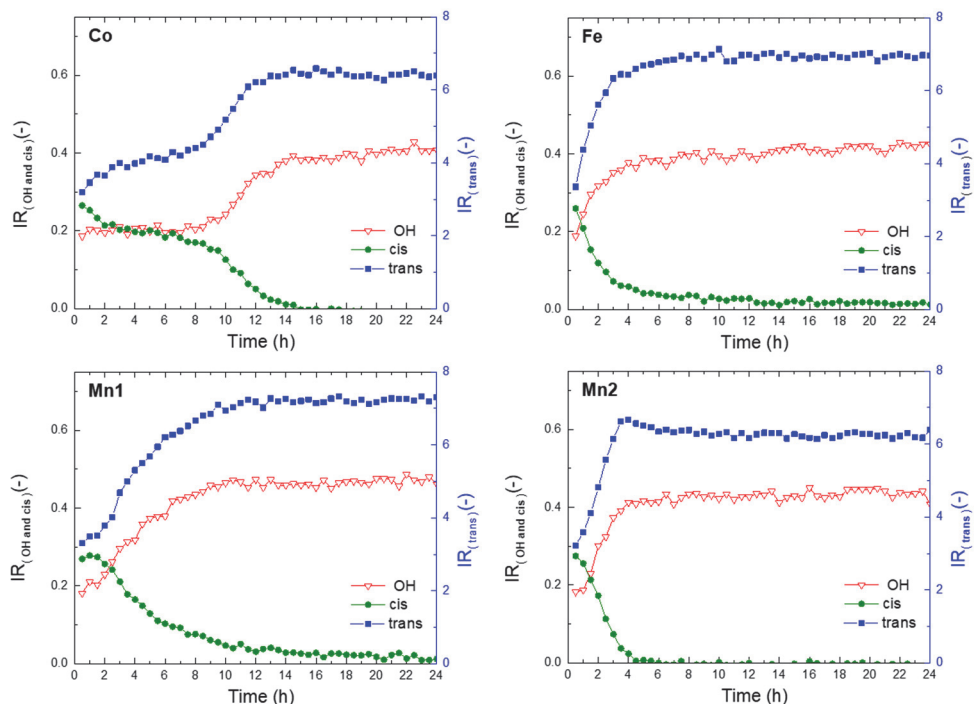 Co
IR(OH and cis)(-)
0.6
0.4
0.2
0.0
8
6
4
2
0
IR(trans)(-)
OH
cis
trans
0 2 4 6 8 10 12 14 16 18 20 22 24
Time (h)
Fe
IR(OH and cis)(-)
0.6
0.4
0.2
0.0
8
6
4
2
0
IR(trans)(-)
OH
cis
trans
0 2 4 6 8 10 12 14 16 18 20 22 24
Time (h)
Mn1
IR(OH and cis)(-)
0.6
0.4
0.2
0.0
8
6
4
2
0
IR(trans)(-)
OH
cis
trans
0 2 4 6 8 10 12 14 16 18 20 22 24
Time (h)
Mn2
IR(OH and cis)(-)
0.6
0.4
0.2
0.0
8
6
4
2
0
IR(trans)(-)
OH
cis
trans
0 2 4 6 8 10 12 14 16 18 20 22 24
Time (h)